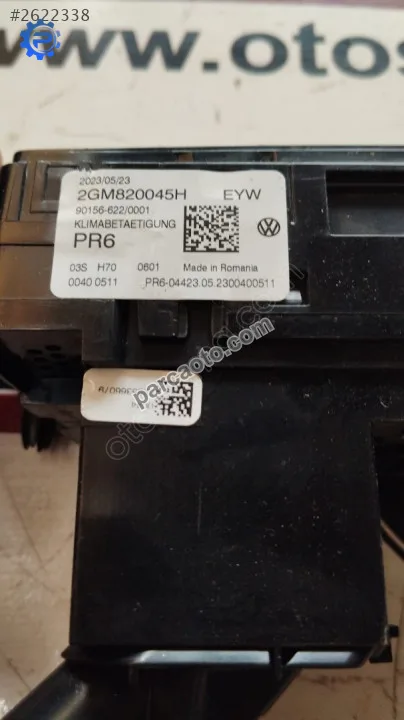 #2622338
www.otos
2023/05/23
2GM820045H EYW
90156-622/0001
KLIMABETAETIGUNG
PR6
03S H70 0601 Made in Romania
0040 0511 PR6-04423.05.2300400511
parcaoto.com